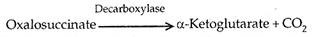 Decarboxylase
Oxalosuccinate ⟶ α-Ketoglutarate + CO₂